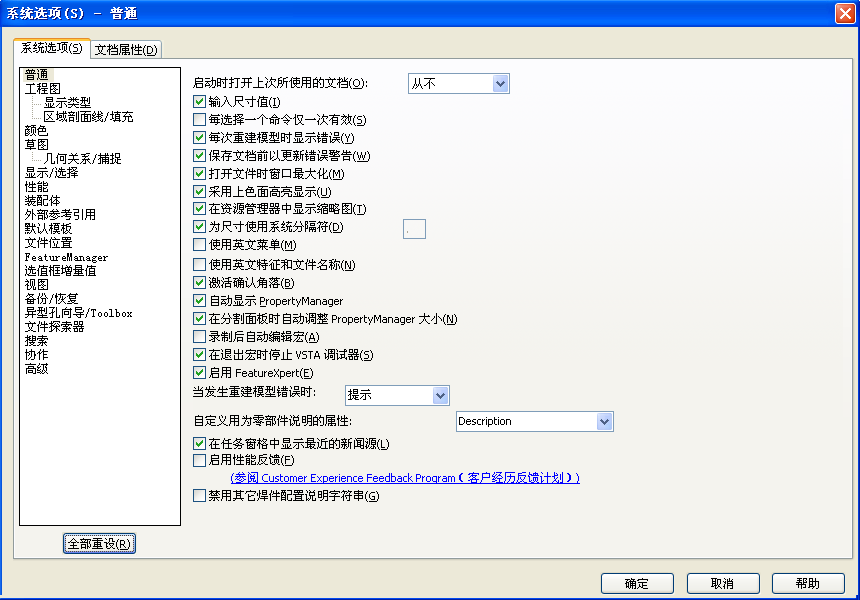 系统选项(S) - 普通
系统选项(S) 文档属性(D)
普通
工程图
显示类型
区域剖面线/填充
颜色
草图
几何关系/捕捉
显示/选择
性能
装配体
外部参考引用
默认模板
文件位置
FeatureManager
选值框增量值
视图
备份/恢复
异型孔向导/Toolbox
文件探索器
搜索
协作
高级
全部重设(R)
启动时打开上次所使用的文档(O): 从不
输入尺寸值(I)
每选择一个命令仅一次有效(S)
每次重建模型时显示错误(Y)
保存文档前以更新错误警告(W)
打开文件时窗口最大化(M)
采用上色面高亮显示(U)
在资源管理器中显示缩略图(T)
为尺寸使用系统分隔符(D) .
使用英文菜单(M)
使用英文特征和文件名称(N)
激活确认角落(B)
自动显示 PropertyManager
在分割面板时自动调整 PropertyManager 大小(N)
录制后自动编辑宏(A)
在退出宏时停止 VSTA 调试器(S)
启用 FeatureXpert(E)
当发生重建模型错误时: 提示
自定义用为零部件说明的属性: Description
在任务窗格中显示最近的新闻源(L)
启用性能反馈(F)
(参阅 Customer Experience Feedback Program（客户经历反馈计划）)
禁用其它焊件配置说明字符串(G)
确定 取消 帮助